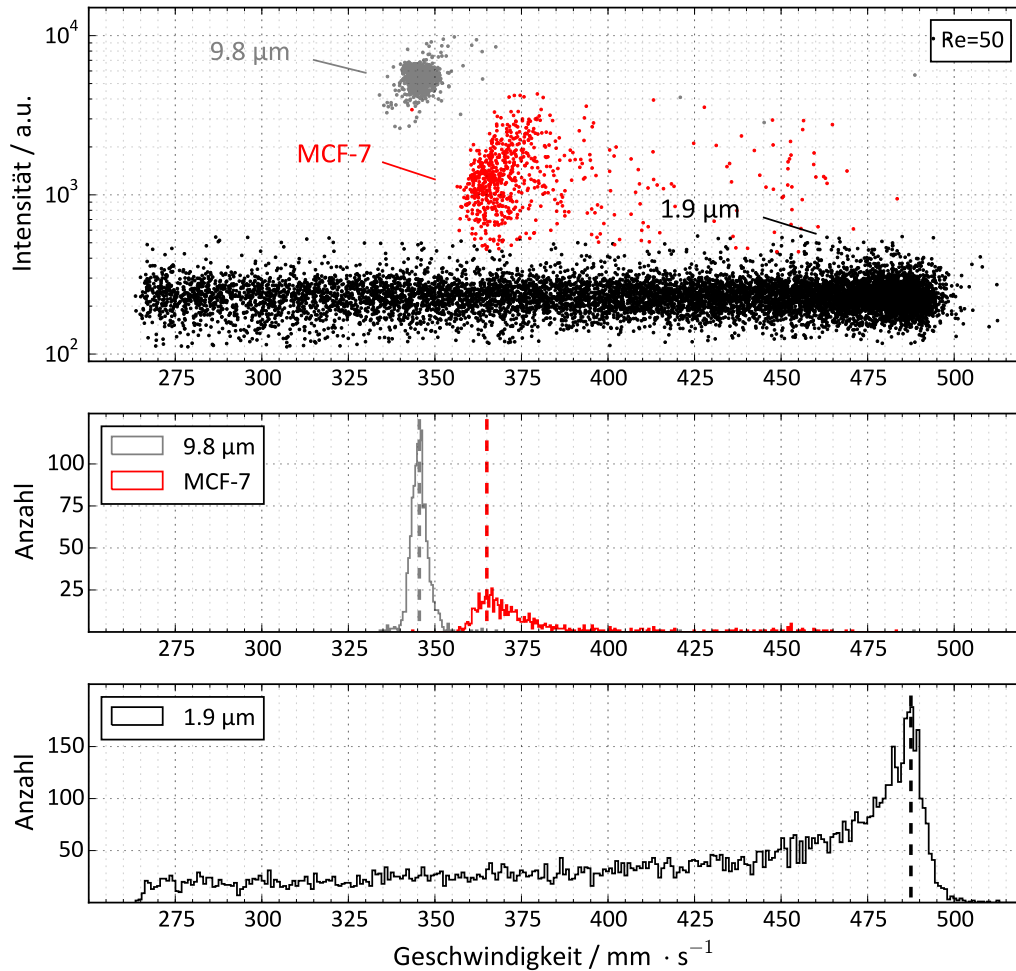 10⁴
9.8 µm
Re=50
Intensität / a.u.
MCF-7
10³
1.9 µm
10²
275 300 325 350 375 400 425 450 475 500
9.8 µm
MCF-7
100
75
50
25
Anzahl
275 300 325 350 375 400 425 450 475 500
1.9 µm
150
100
50
Anzahl
275 300 325 350 375 400 425 450 475 500
Geschwindigkeit / mm · s⁻¹